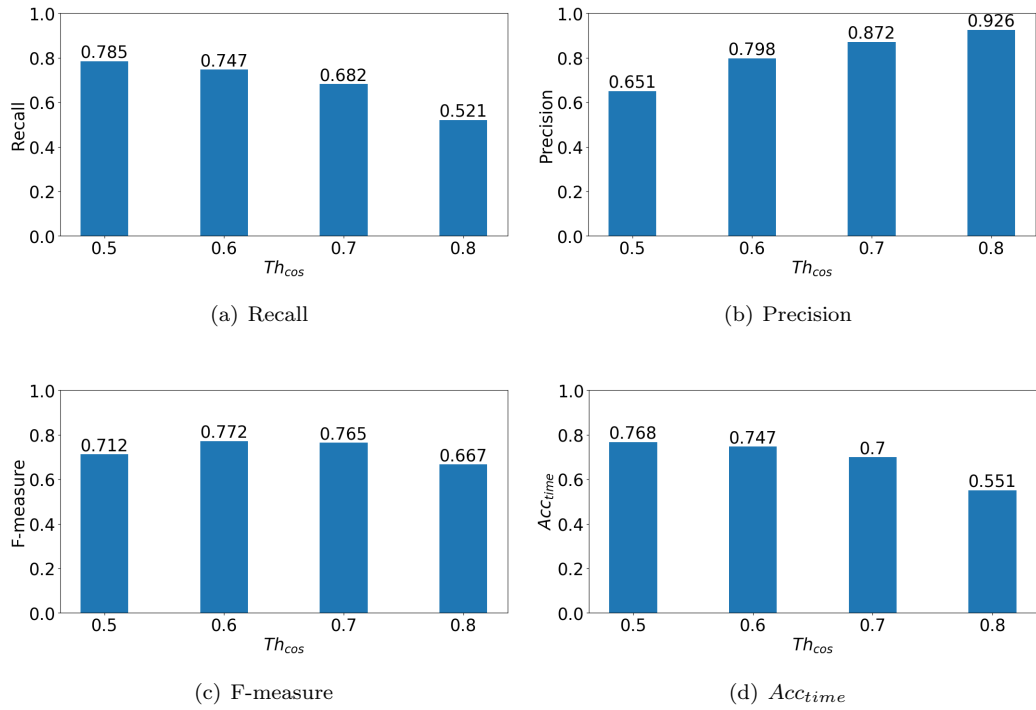 1.0
0.8
0.6
0.4
0.2
0.0
Recall
0.785
0.747
0.682
0.521
0.5 0.6 0.7 0.8
Th_cos
(a) Recall
1.0
0.8
0.6
0.4
0.2
0.0
Precision
0.651
0.798
0.872
0.926
0.5 0.6 0.7 0.8
Th_cos
(b) Precision
1.0
0.8
0.6
0.4
0.2
0.0
F-measure
0.712
0.772
0.765
0.667
0.5 0.6 0.7 0.8
Th_cos
(c) F-measure
1.0
0.8
0.6
0.4
0.2
0.0
Acc_time
0.768
0.747
0.7
0.551
0.5 0.6 0.7 0.8
Th_cos
(d) Acc_time